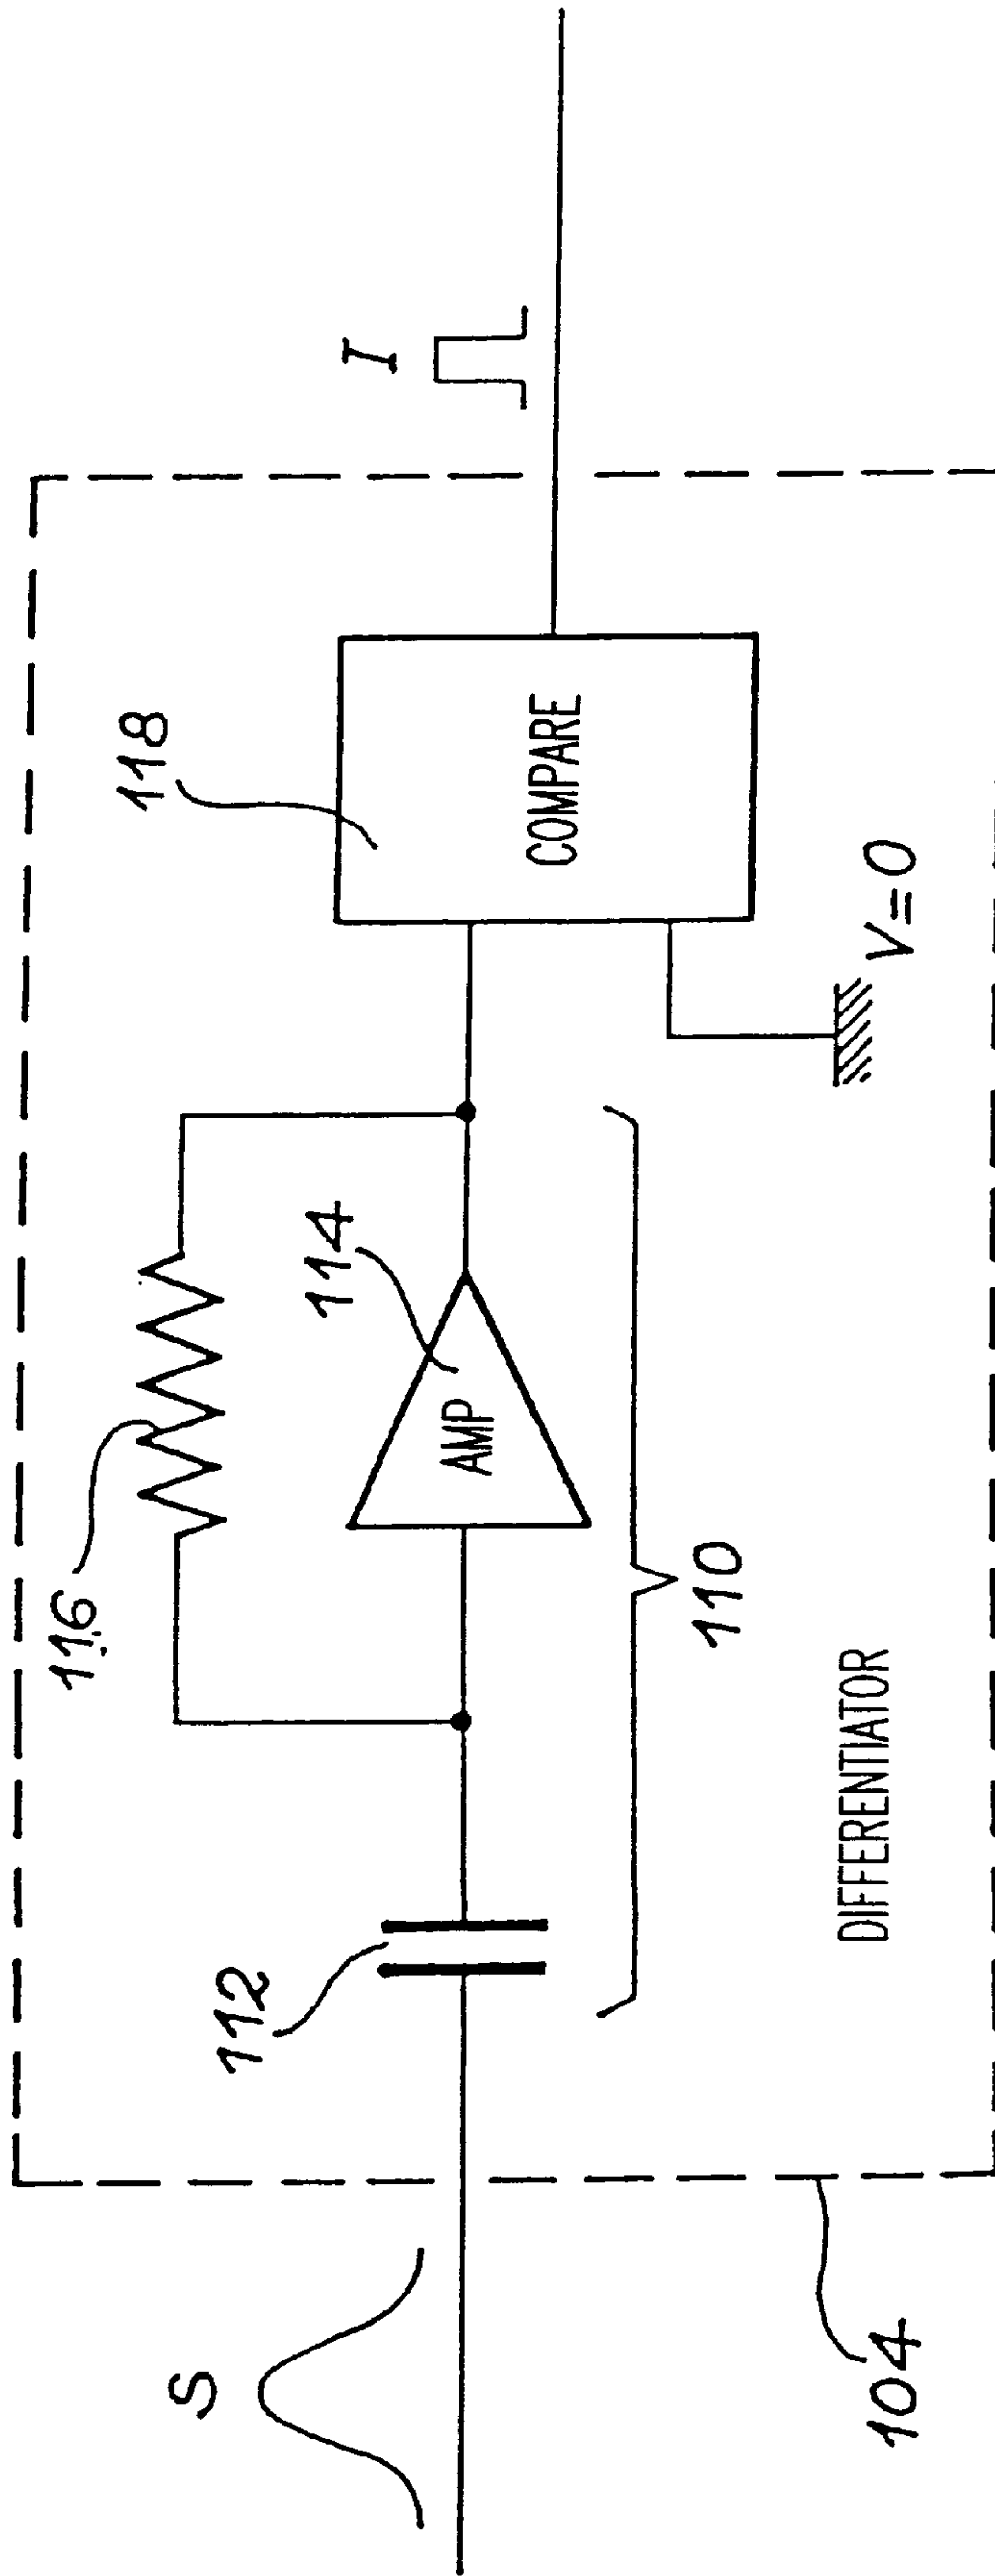 S
I
116
118
112
114
AMP
COMPARE
V=0
110
DIFFERENTIATOR
104